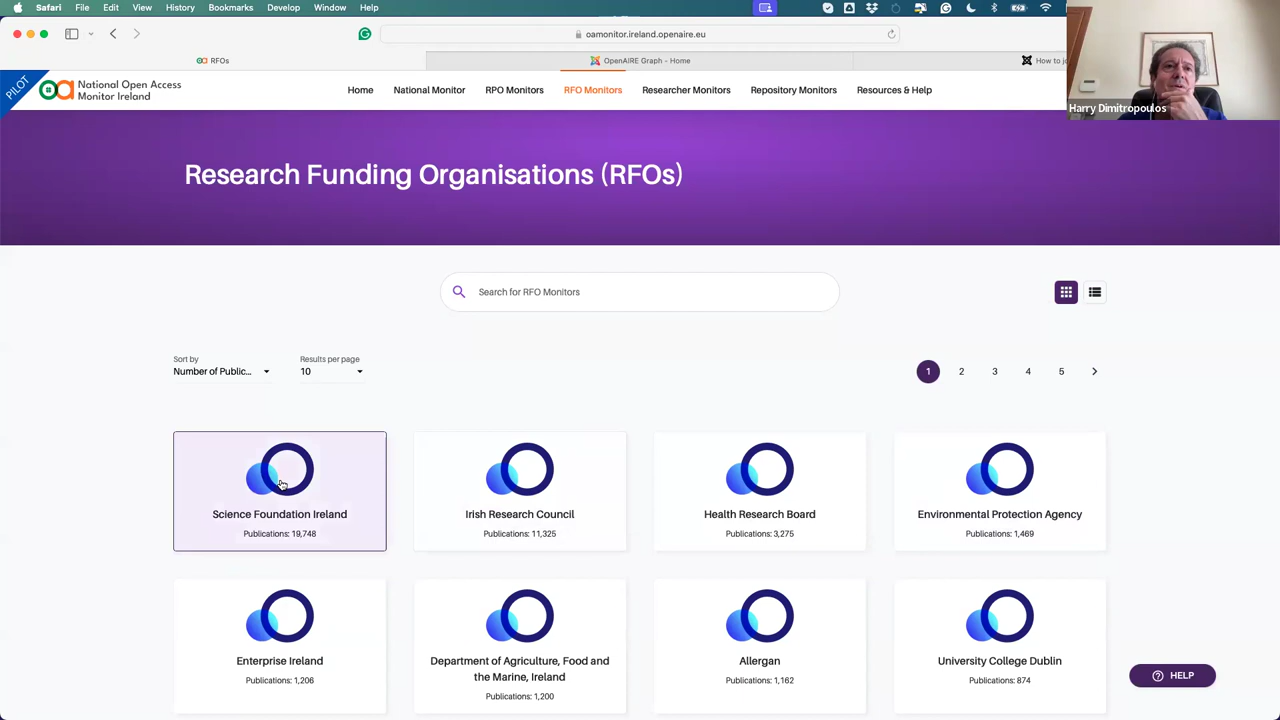 Safari File Edit View History Bookmarks Develop Window Help
oamonitor.ireland.openaire.eu
RFOs
OpenAIRE Graph - Home
How to jo
PILOT
National Open Access
Monitor Ireland
Home National Monitor RPO Monitors RFO Monitors Researcher Monitors Repository Monitors Resources & Help
Harry Dimitropoulos
Research Funding Organisations (RFOs)
Search for RFO Monitors
Sort by
Number of Public...
Results per page
10
1 2 3 4 5
Science Foundation Ireland
Publications: 19,748
Irish Research Council
Publications: 11,325
Health Research Board
Publications: 3,275
Environmental Protection Agency
Publications: 1,469
Enterprise Ireland
Publications: 1,206
Department of Agriculture, Food and
the Marine, Ireland
Publications: 1,200
Allergan
Publications: 1,162
University College Dublin
Publications: 874
HELP